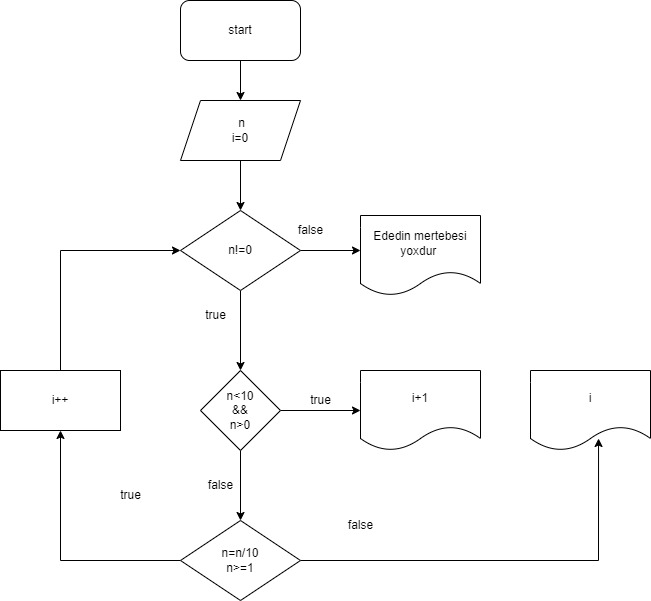 start
n
i=0
n!=0
false
Ededin mertebesi
yoxdur
true
i++
n<10
&&
n>0
true
i+1
i
false
true
false
n=n/10
n>=1